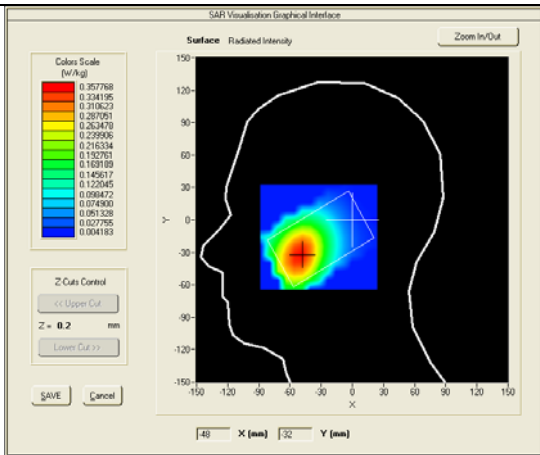 SAR Visualisation Graphical Interface
Surface Radiated Intensity
Zoom In/Out
Colors Scale
(W/kg)
0.357768
0.334195
0.310623
0.287051
0.263478
0.239906
0.216334
0.192761
0.169189
0.145617
0.122045
0.098472
0.074900
0.051328
0.027755
0.004183
150
120
90
60
30
0
-30
-60
-90
-120
-150
Y
-150 -120 -90 -60 -30 0 30 60 90 120 150
X
Z Cuts Control
<< Upper Cut
Z = 0.2 mm
Lower Cut >>
SAVE Cancel
-48 X (mm) -32 Y (mm)